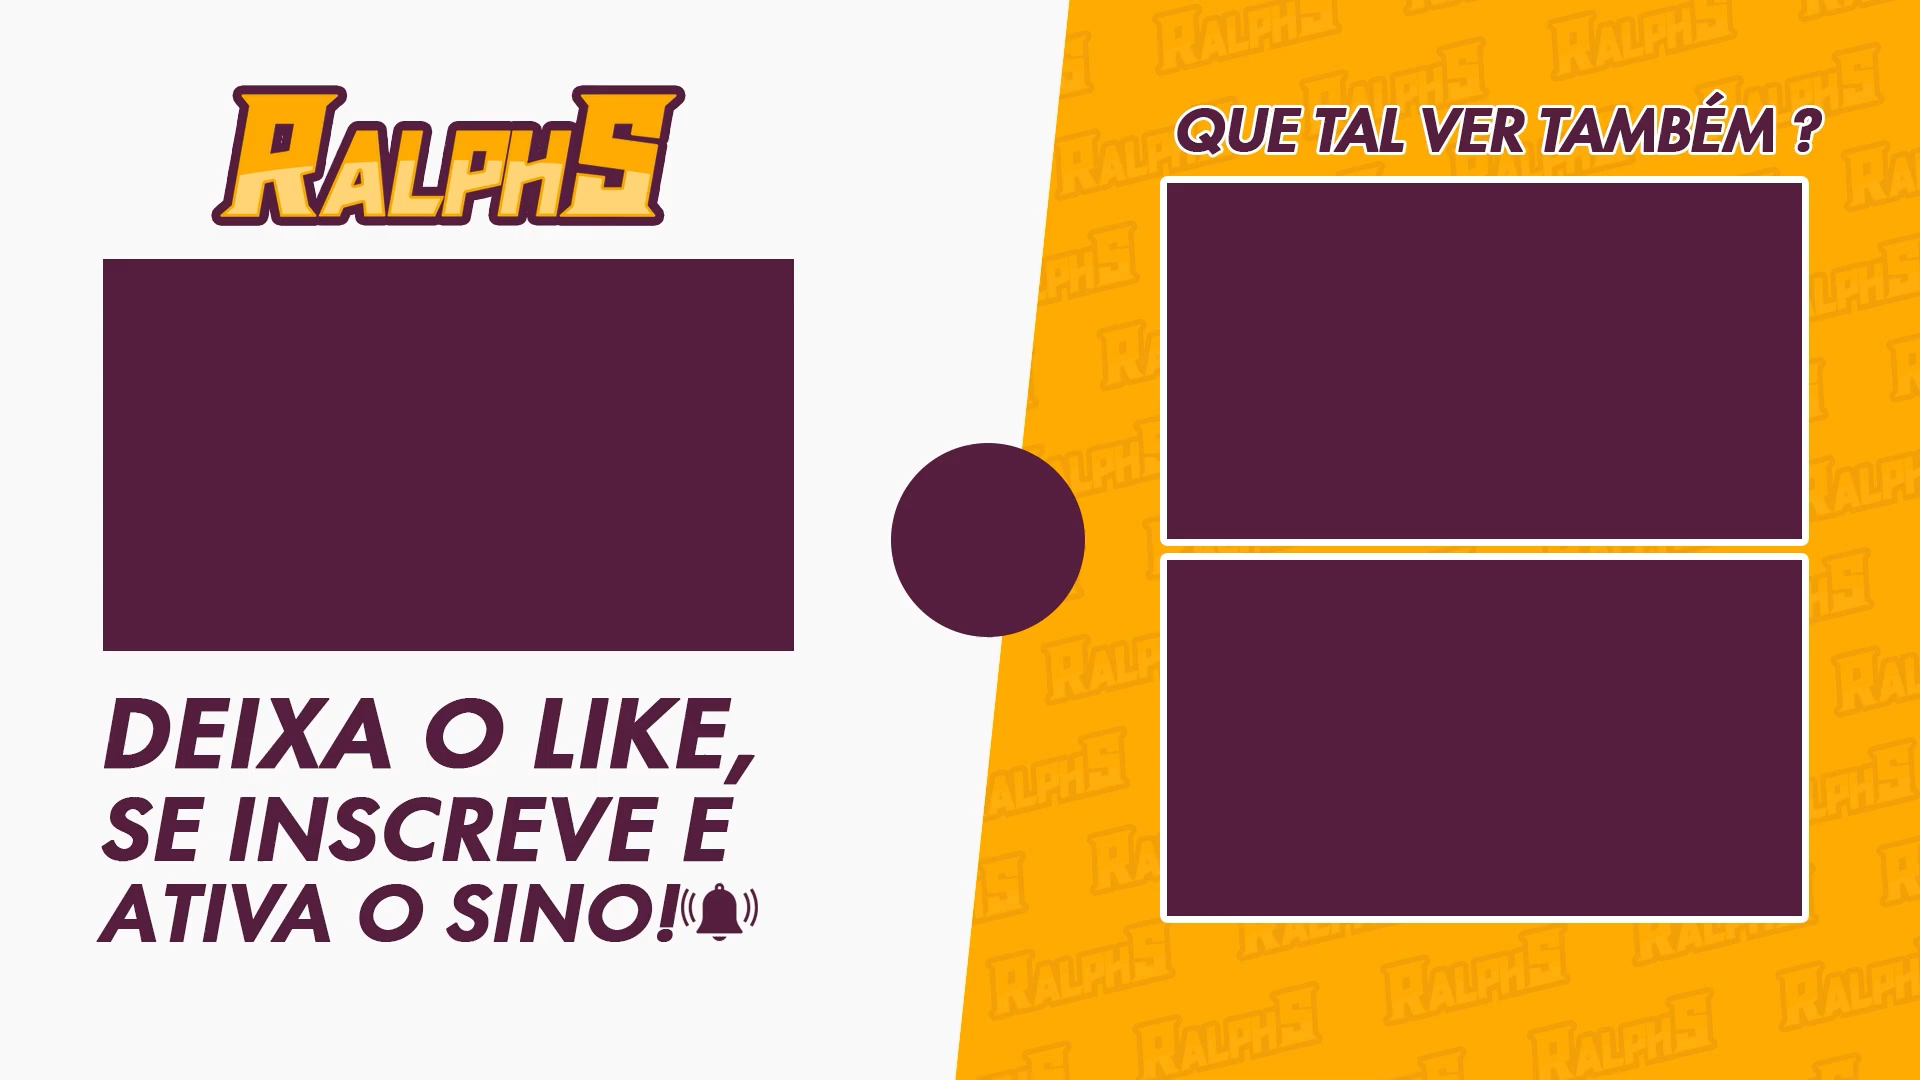 RALPHS
DEIXA O LIKE,
SE INSCREVE E
ATIVA O SINO!
QUE TAL VER TAMBÉM ?